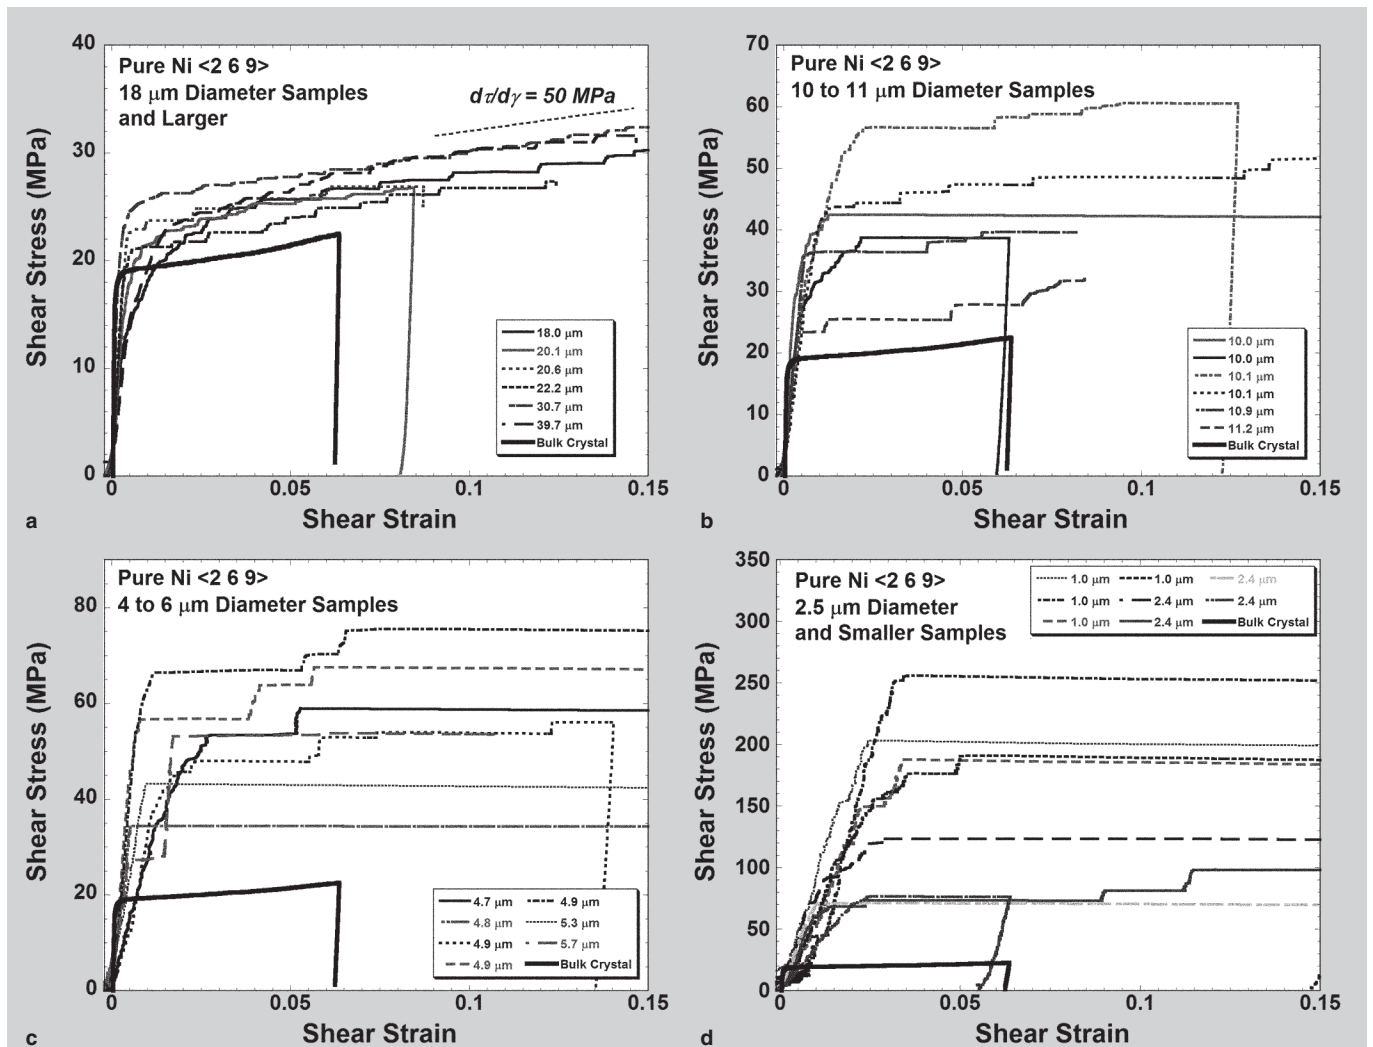 40
30
20
10
0
Shear Stress (MPa)
Pure Ni <2 6 9>
18 μm Diameter Samples
and Larger
dτ/dγ = 50 MPa
18.0 μm
20.1 μm
20.6 μm
22.2 μm
30.7 μm
39.7 μm
Bulk Crystal
0 0.05 0.1 0.15
Shear Strain
a
70
60
50
40
30
20
10
0
Shear Stress (MPa)
Pure Ni <2 6 9>
10 to 11 μm Diameter Samples
10.0 μm
10.0 μm
10.1 μm
10.1 μm
10.9 μm
11.2 μm
Bulk Crystal
0 0.05 0.1 0.15
Shear Strain
b
80
60
40
20
0
Shear Stress (MPa)
Pure Ni <2 6 9>
4 to 6 μm Diameter Samples
4.7 μm 4.9 μm
4.8 μm 5.3 μm
4.9 μm 5.7 μm
4.9 μm Bulk Crystal
0 0.05 0.1 0.15
Shear Strain
c
350
300
250
200
150
100
50
0
Shear Stress (MPa)
Pure Ni <2 6 9>
2.5 μm Diameter
and Smaller Samples
1.0 μm 1.0 μm 2.4 μm
1.0 μm 2.4 μm 2.4 μm
1.0 μm 2.4 μm Bulk Crystal
0 0.05 0.1 0.15
Shear Strain
d